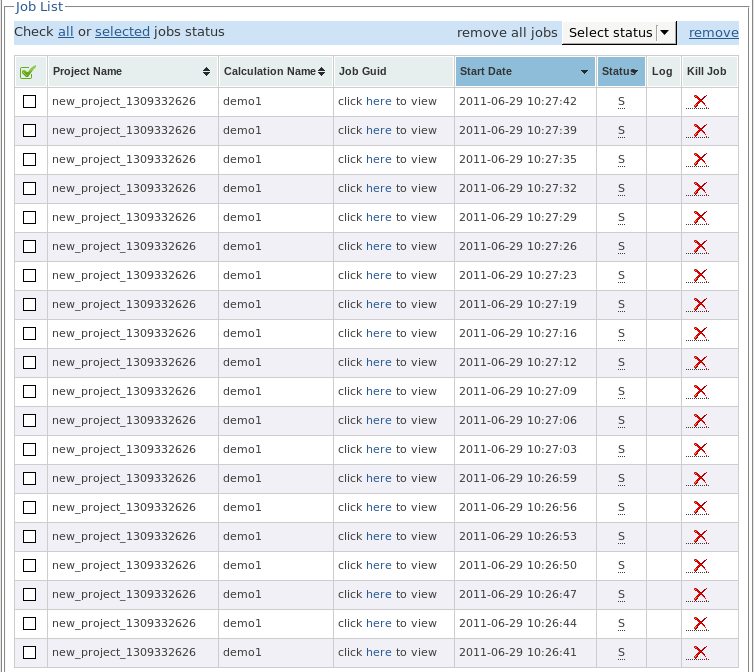 Job List
Check all or selected jobs status remove all jobs Select status remove
Project Name Calculation Name Job Guid Start Date Status Log Kill Job
new_project_1309332626 demo1 click here to view 2011-06-29 10:27:42 S
new_project_1309332626 demo1 click here to view 2011-06-29 10:27:39 S
new_project_1309332626 demo1 click here to view 2011-06-29 10:27:35 S
new_project_1309332626 demo1 click here to view 2011-06-29 10:27:32 S
new_project_1309332626 demo1 click here to view 2011-06-29 10:27:29 S
new_project_1309332626 demo1 click here to view 2011-06-29 10:27:26 S
new_project_1309332626 demo1 click here to view 2011-06-29 10:27:23 S
new_project_1309332626 demo1 click here to view 2011-06-29 10:27:19 S
new_project_1309332626 demo1 click here to view 2011-06-29 10:27:16 S
new_project_1309332626 demo1 click here to view 2011-06-29 10:27:12 S
new_project_1309332626 demo1 click here to view 2011-06-29 10:27:09 S
new_project_1309332626 demo1 click here to view 2011-06-29 10:27:06 S
new_project_1309332626 demo1 click here to view 2011-06-29 10:27:03 S
new_project_1309332626 demo1 click here to view 2011-06-29 10:26:59 S
new_project_1309332626 demo1 click here to view 2011-06-29 10:26:56 S
new_project_1309332626 demo1 click here to view 2011-06-29 10:26:53 S
new_project_1309332626 demo1 click here to view 2011-06-29 10:26:50 S
new_project_1309332626 demo1 click here to view 2011-06-29 10:26:47 S
new_project_1309332626 demo1 click here to view 2011-06-29 10:26:44 S
new_project_1309332626 demo1 click here to view 2011-06-29 10:26:41 S